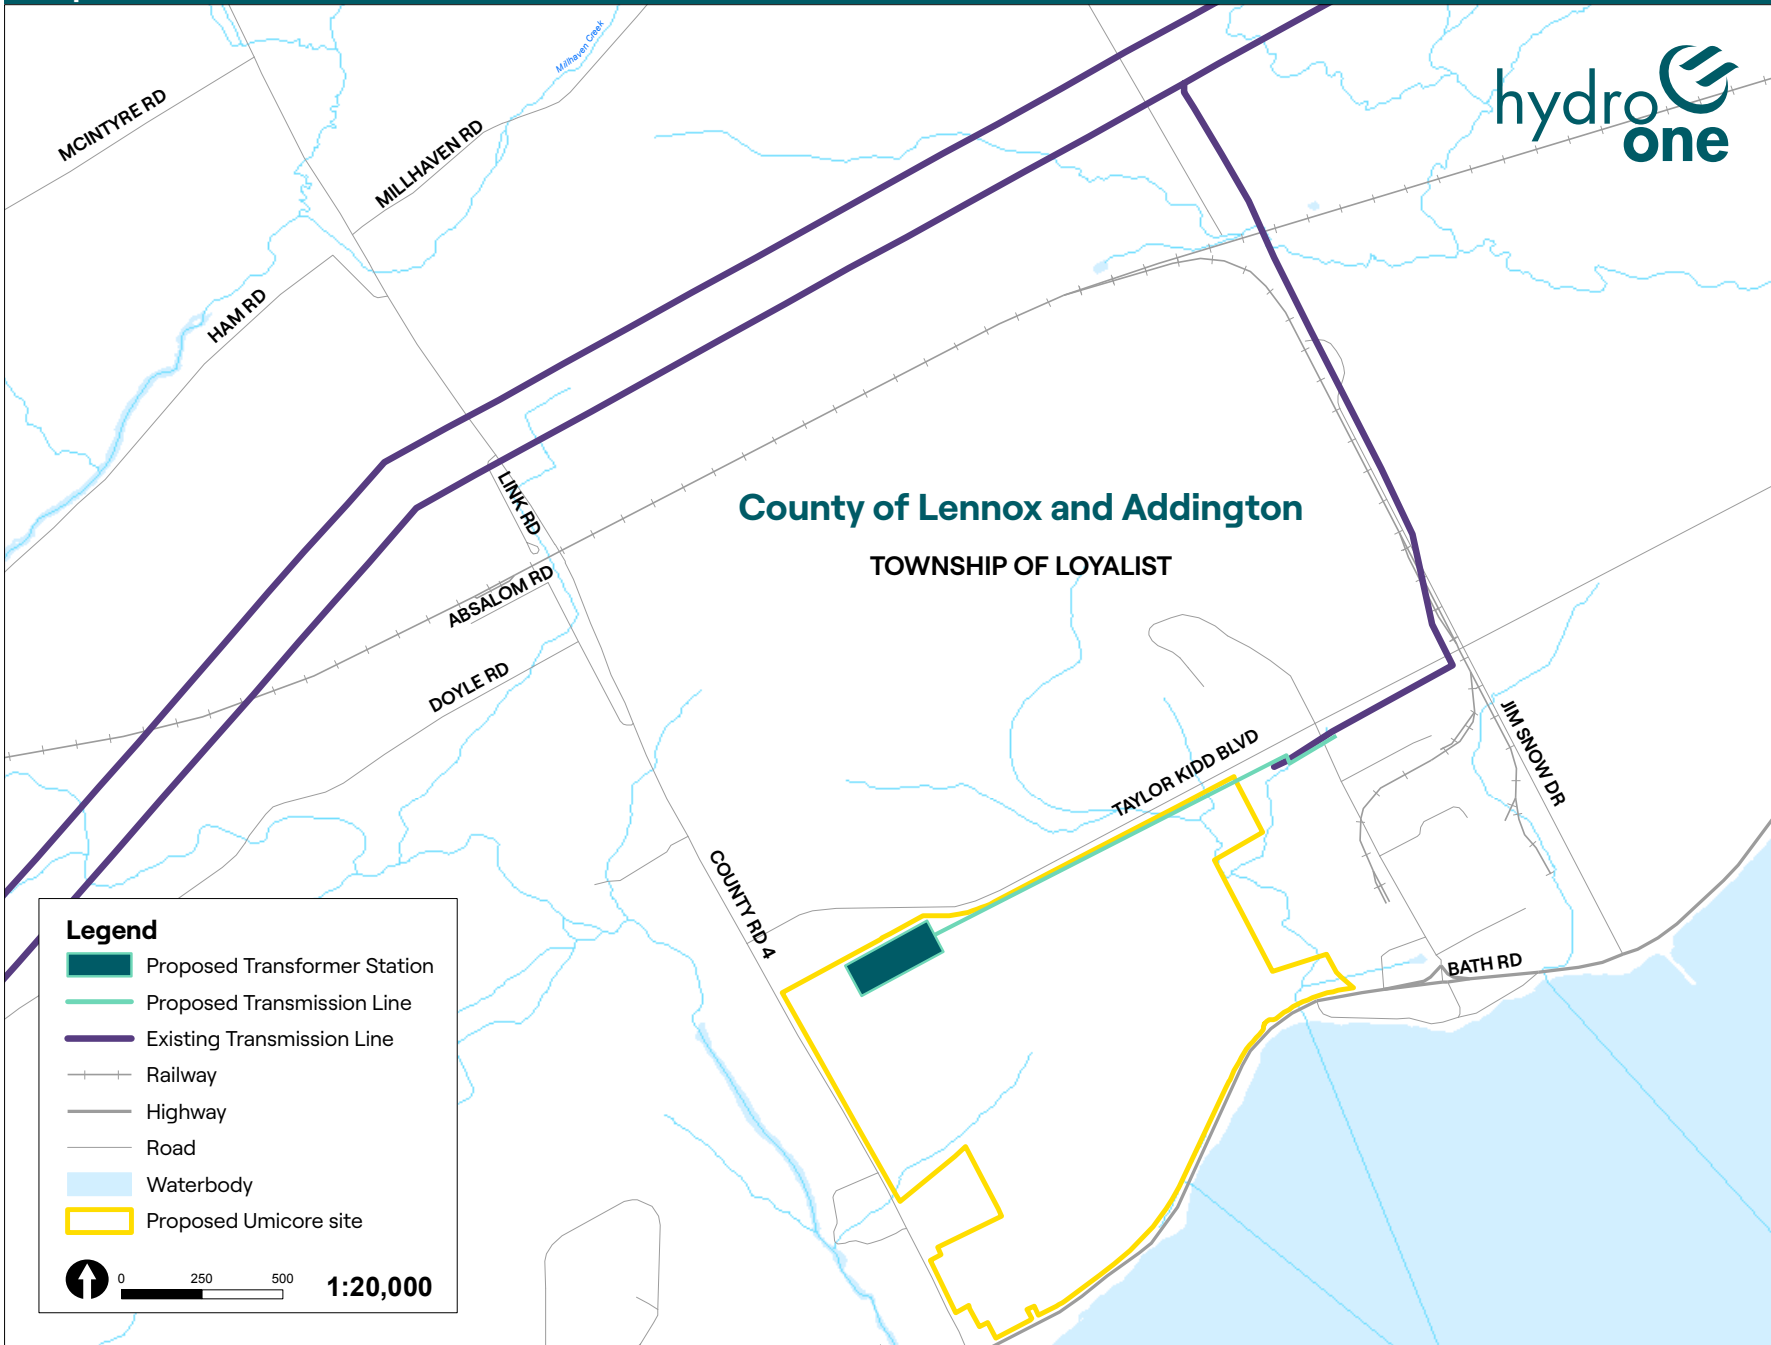 hydro
one
Millhaven Creek
MCINTYRE RD
MILLHAVEN RD
HAM RD
LINK RD
County of Lennox and Addington
TOWNSHIP OF LOYALIST
ABSALOM RD
DOYLE RD
TAYLOR KIDD BLVD
JIM SNOW DR
COUNTY RD 4
BATH RD
Legend
Proposed Transformer Station
Proposed Transmission Line
Existing Transmission Line
Railway
Highway
Road
Waterbody
Proposed Umicore site
0 250 500
1:20,000